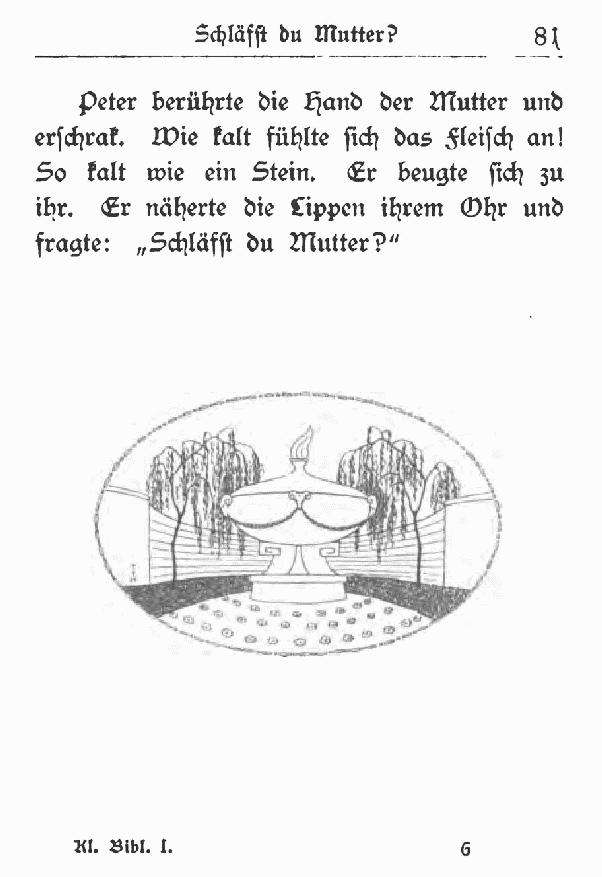 Schläfst du Mutter? 81
Peter berührte die Hand der Mutter und
erschrak. Wie kalt fühlte sich das Fleisch an!
So kalt wie ein Stein. Er beugte sich zu
ihr. Er näherte die Lippen ihrem Ohr und
fragte: „Schläfst du Mutter?“
Kl. Bibl. I. 6